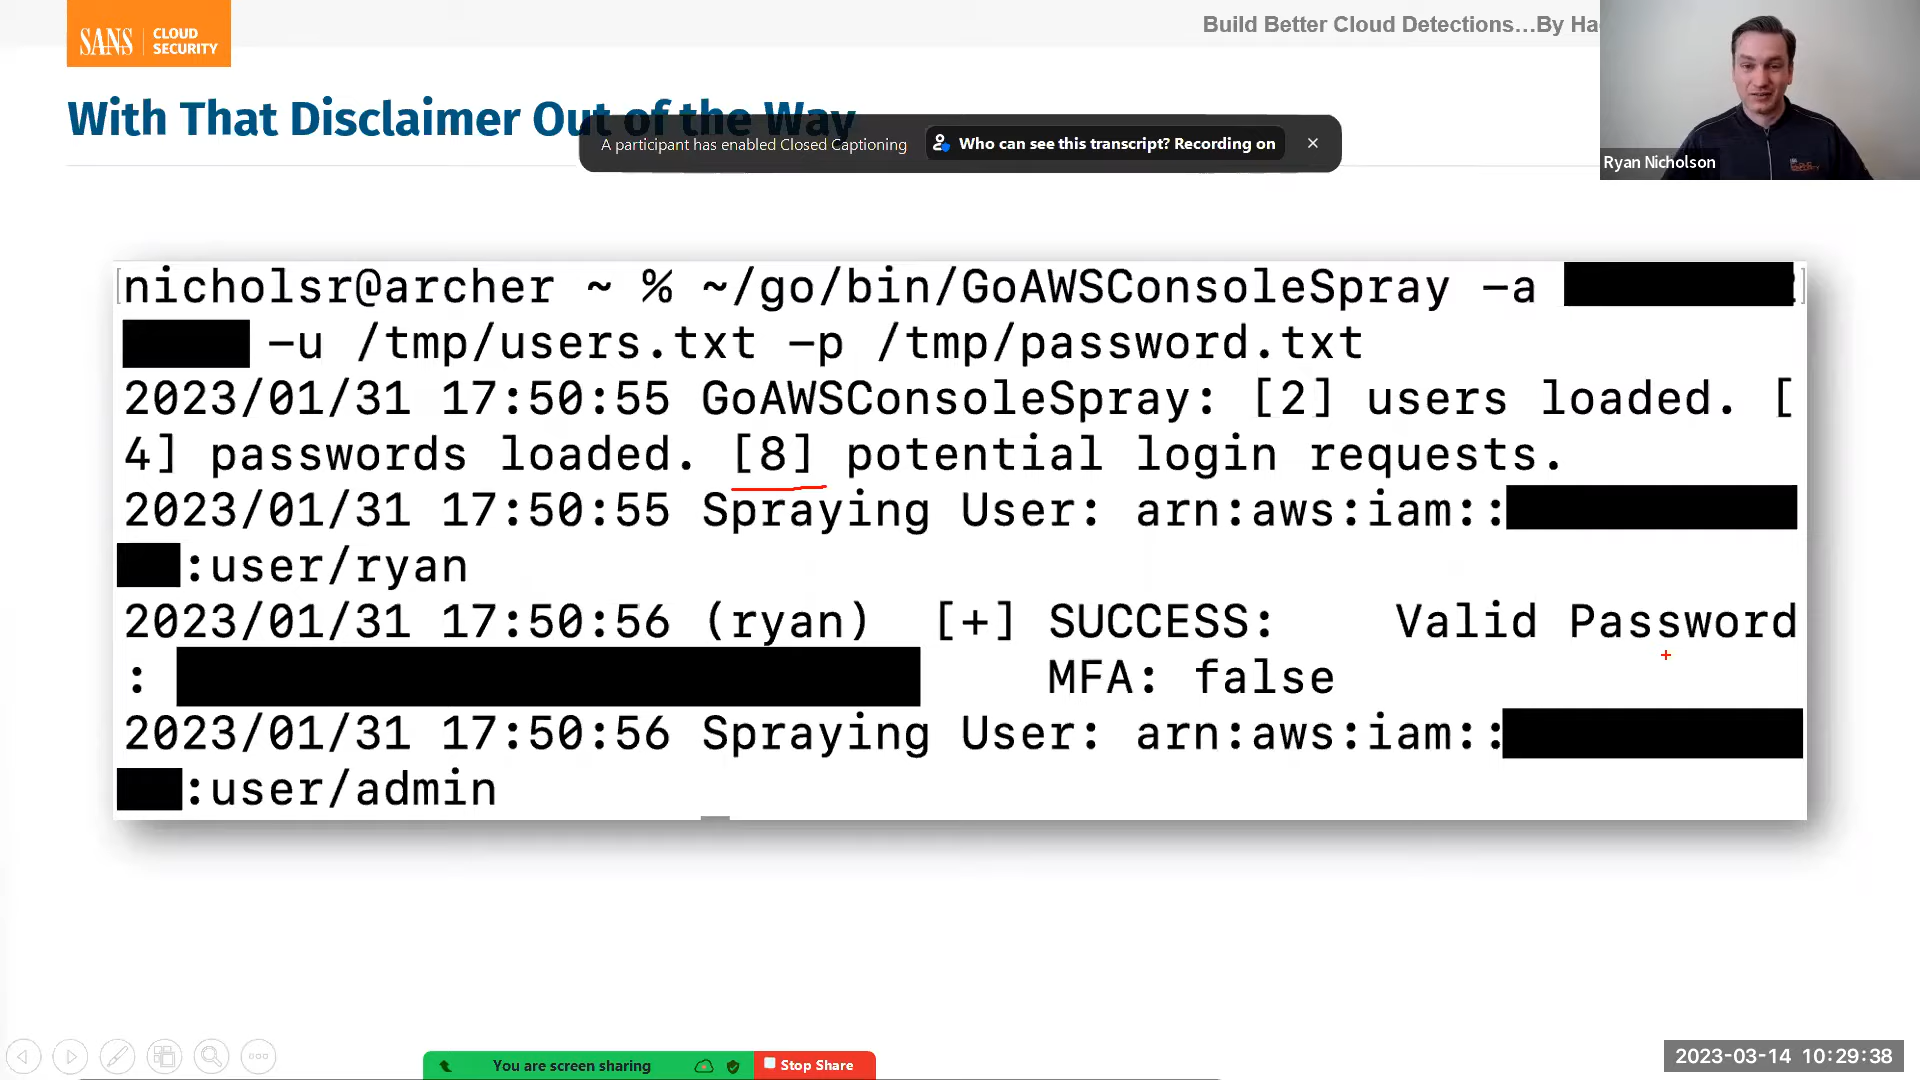 SANS CLOUD SECURITY
Build Better Cloud Detections…By Ha
With That Disclaimer Out of the Way
A participant has enabled Closed Captioning
Who can see this transcript? Recording on
Ryan Nicholson
nicholsr@archer ~ % ~/go/bin/GoAWSConsoleSpray -a
-u /tmp/users.txt -p /tmp/password.txt
2023/01/31 17:50:55 GoAWSConsoleSpray: [2] users loaded. [
4] passwords loaded. [8] potential login requests.
2023/01/31 17:50:55 Spraying User: arn:aws:iam::
:user/ryan
2023/01/31 17:50:56 (ryan) [+] SUCCESS: Valid Password
: MFA: false
2023/01/31 17:50:56 Spraying User: arn:aws:iam::
:user/admin
You are screen sharing
Stop Share
2023-03-14 10:29:38